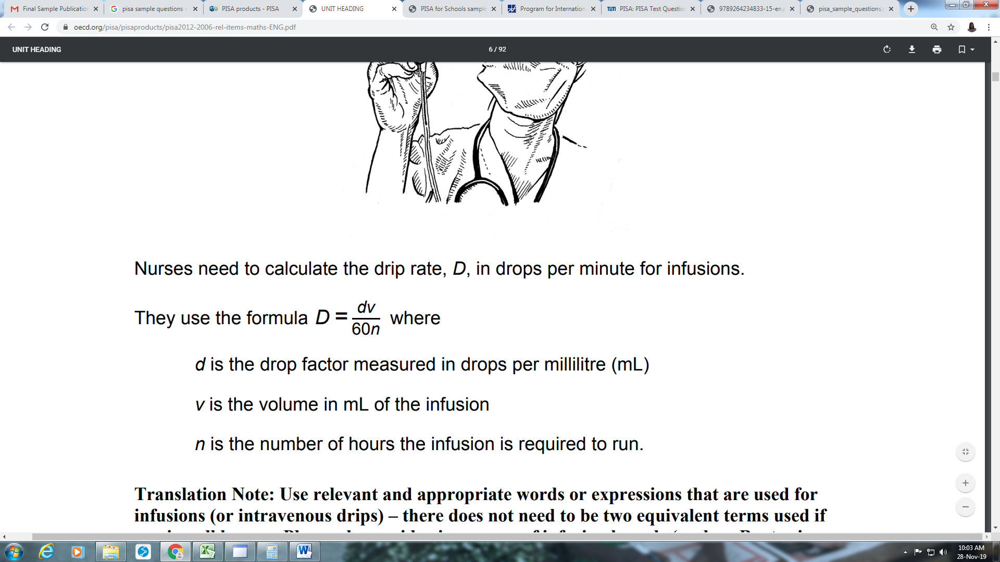 Final Sample Publication
pisa sample questions -
PISA products - PISA
UNIT HEADING
PISA for Schools sample
Program for Internation
TUM
PISA: PISA Test Question
9789264234833-15-en.p
pisa_sample_questions.p
oecd.org/pisa/pisaproducts/pisa2012-2006-rel-items-maths-ENG.pdf
UNIT HEADING
6 / 92
Nurses need to calculate the drip rate, D, in drops per minute for infusions.
They use the formula D = dv/60n where
d is the drop factor measured in drops per millilitre (mL)
v is the volume in mL of the infusion
n is the number of hours the infusion is required to run.
Translation Note: Use relevant and appropriate words or expressions that are used for
infusions (or intravenous drips) – there does not need to be two equivalent terms used if
10:03 AM
28-Nov-19